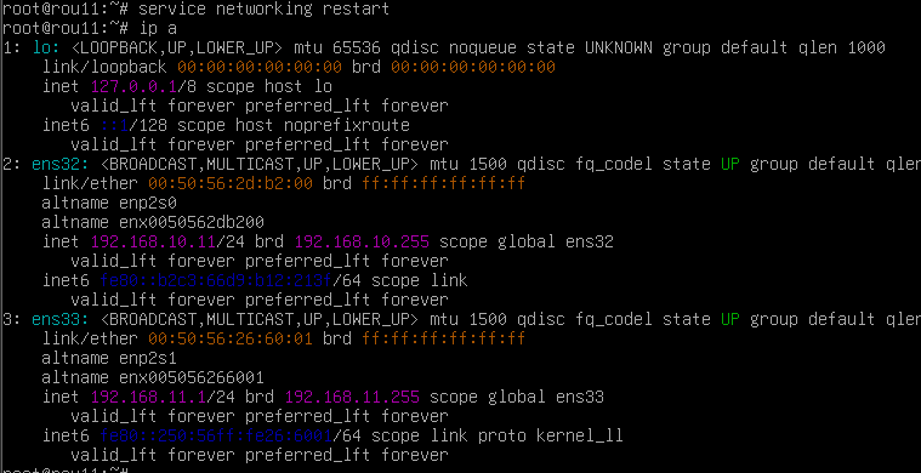 root@rou11:~# service networking restart
root@rou11:~# ip a
1: lo: <LOOPBACK,UP,LOWER_UP> mtu 65536 qdisc noqueue state UNKNOWN group default qlen 1000
    link/loopback 00:00:00:00:00:00 brd 00:00:00:00:00:00
    inet 127.0.0.1/8 scope host lo
       valid_lft forever preferred_lft forever
    inet6 ::1/128 scope host noprefixroute
       valid_lft forever preferred_lft forever
2: ens32: <BROADCAST,MULTICAST,UP,LOWER_UP> mtu 1500 qdisc fq_codel state UP group default qlen
    link/ether 00:50:56:2d:b2:00 brd ff:ff:ff:ff:ff:ff
    altname enp2s0
    altname enx0050562db200
    inet 192.168.10.11/24 brd 192.168.10.255 scope global ens32
       valid_lft forever preferred_lft forever
    inet6 fe80::b2c3:66d9:b12:213f/64 scope link
       valid_lft forever preferred_lft forever
3: ens33: <BROADCAST,MULTICAST,UP,LOWER_UP> mtu 1500 qdisc fq_codel state UP group default qlen
    link/ether 00:50:56:26:60:01 brd ff:ff:ff:ff:ff:ff
    altname enp2s1
    altname enx005056266001
    inet 192.168.11.1/24 brd 192.168.11.255 scope global ens33
       valid_lft forever preferred_lft forever
    inet6 fe80::250:56ff:fe26:6001/64 scope link proto kernel_ll
       valid_lft forever preferred_lft forever
root@rou11:~#